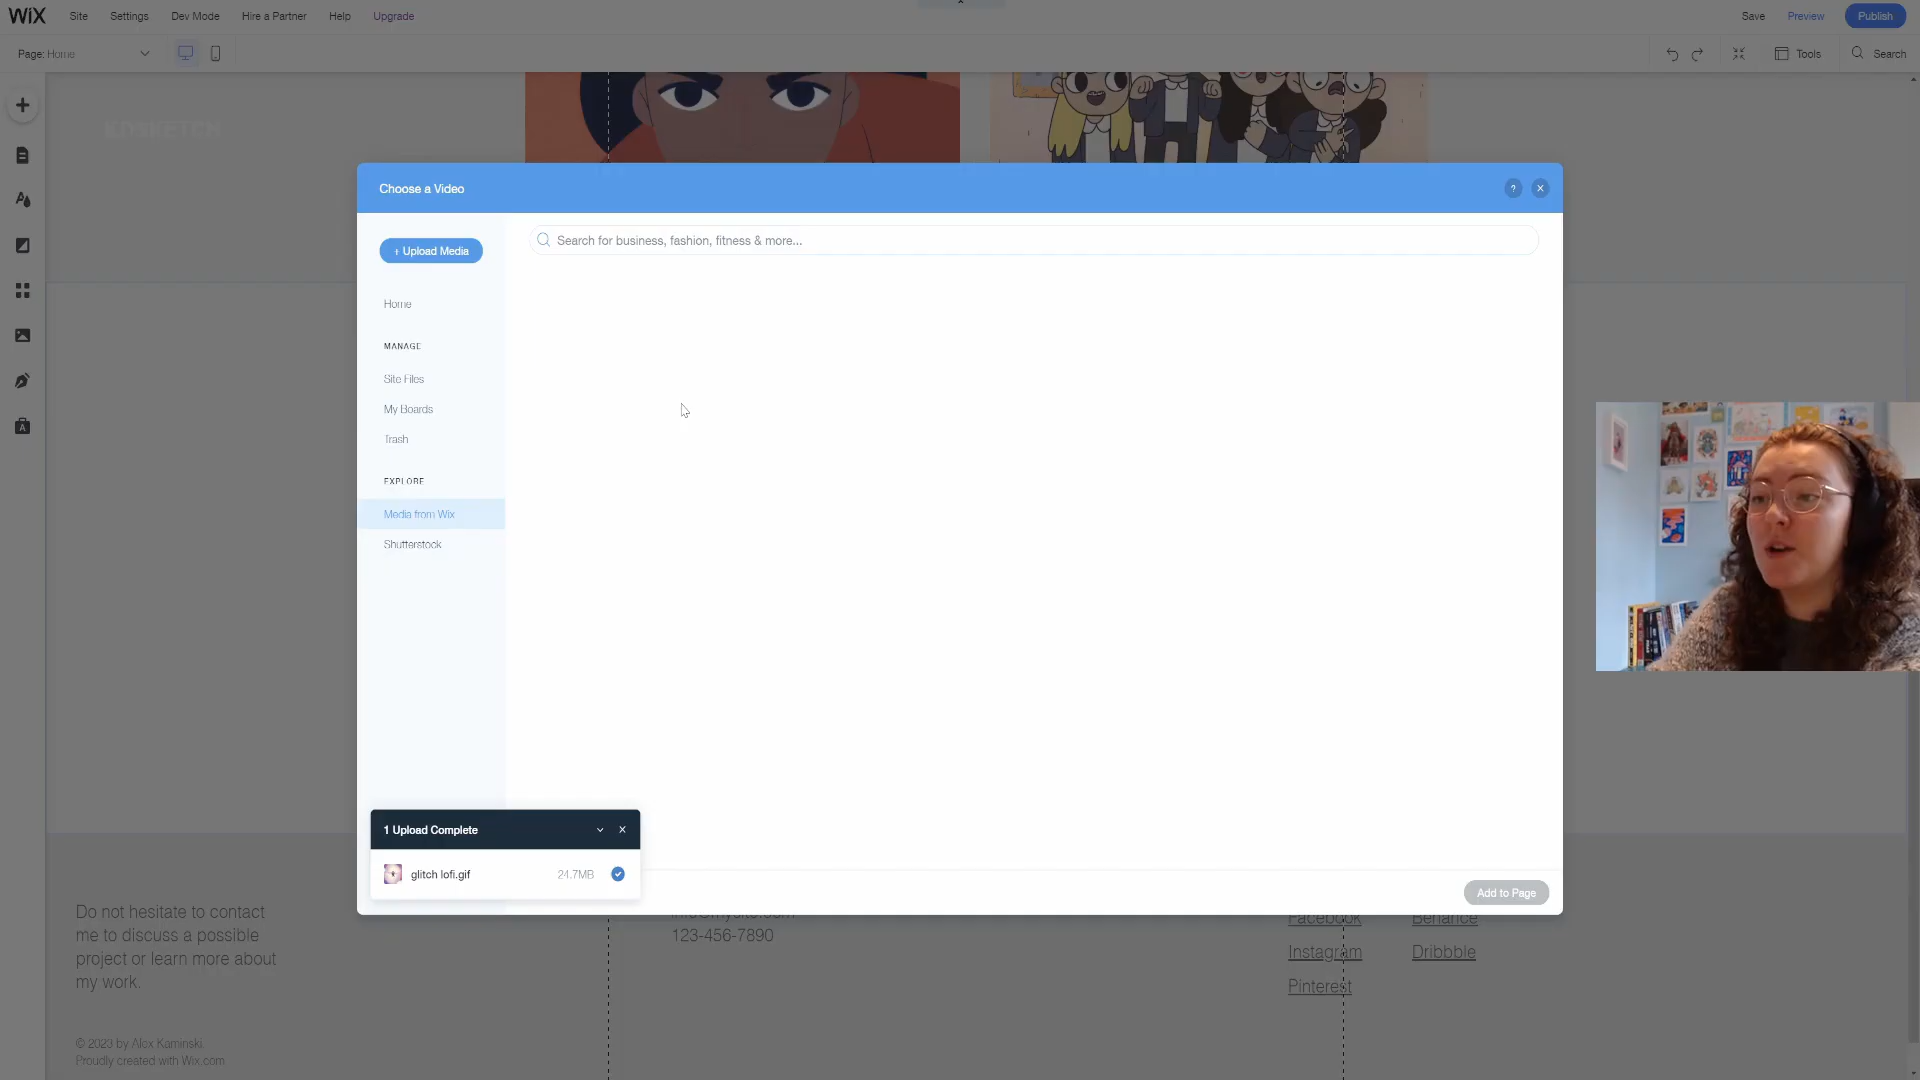 WiX Site Settings Dev Mode Hire a Partner Help Upgrade Save Preview Publish
Page: Home Tools Search
EDSKETCH
Choose a Video ?
+ Upload Media
Search for business, fashion, fitness & more...
Home
MANAGE
Site Files
My Boards
Trash
EXPLORE
Media from Wix
Shutterstock
1 Upload Complete
glitch lofi.gif 24.7MB
Add to Page
Do not hesitate to contact
me to discuss a possible
project or learn more about
my work.
info@mysite.com
123-456-7890
Facebook Behance
Instagram Dribbble
Pinterest
© 2023 by Alex Kaminski.
Proudly created with Wix.com